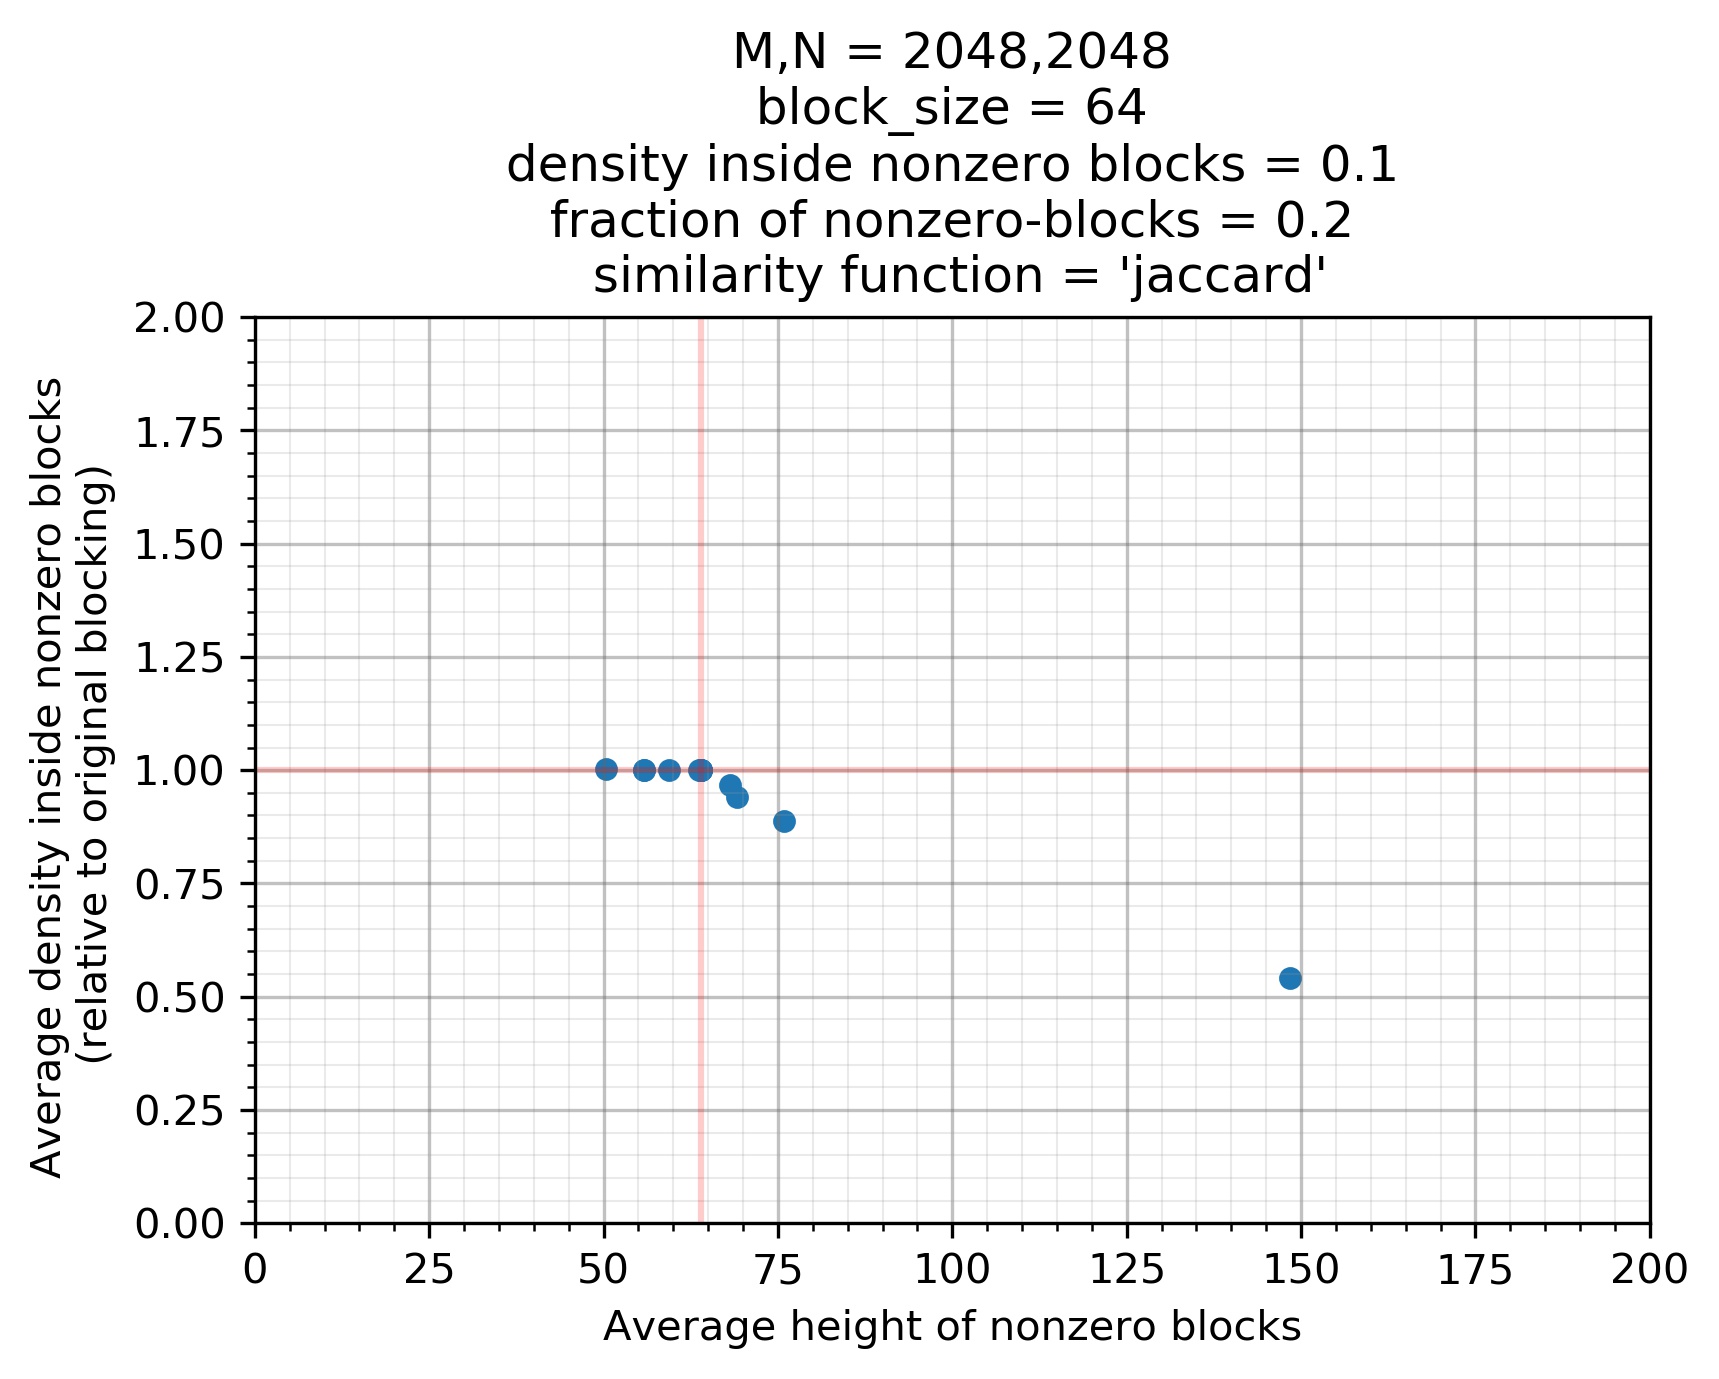 M,N = 2048,2048
block_size = 64
density inside nonzero blocks = 0.1
fraction of nonzero-blocks = 0.2
similarity function = 'jaccard'
Average density inside nonzero blocks
(relative to original blocking)
2.00
1.75
1.50
1.25
1.00
0.75
0.50
0.25
0.00
0 25 50 75 100 125 150 175 200
Average height of nonzero blocks